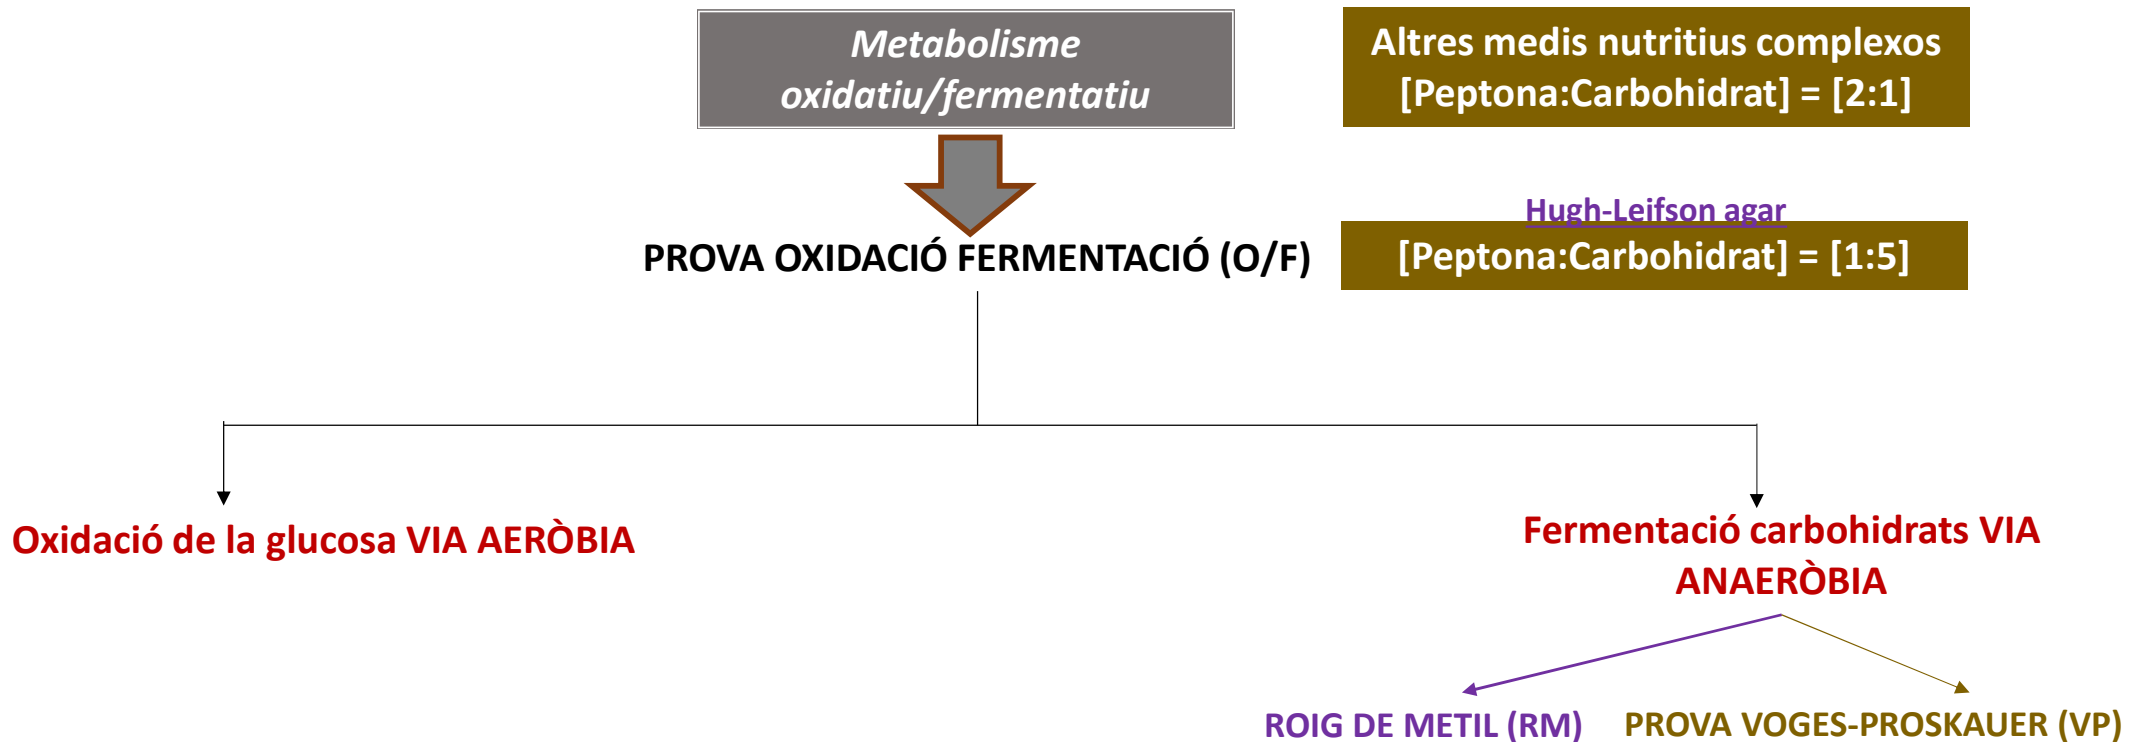 Metabolisme
oxidatiu/fermentatiu
Altres medis nutritius complexos
[Peptona:Carbohidrat] = [2:1]
Hugh-Leifson agar
PROVA OXIDACIÓ FERMENTACIÓ (O/F)
[Peptona:Carbohidrat] = [1:5]
Oxidació de la glucosa VIA AERÒBIA
Fermentació carbohidrats VIA
ANAERÒBIA
ROIG DE METIL (RM)
PROVA VOGES-PROSKAUER (VP)